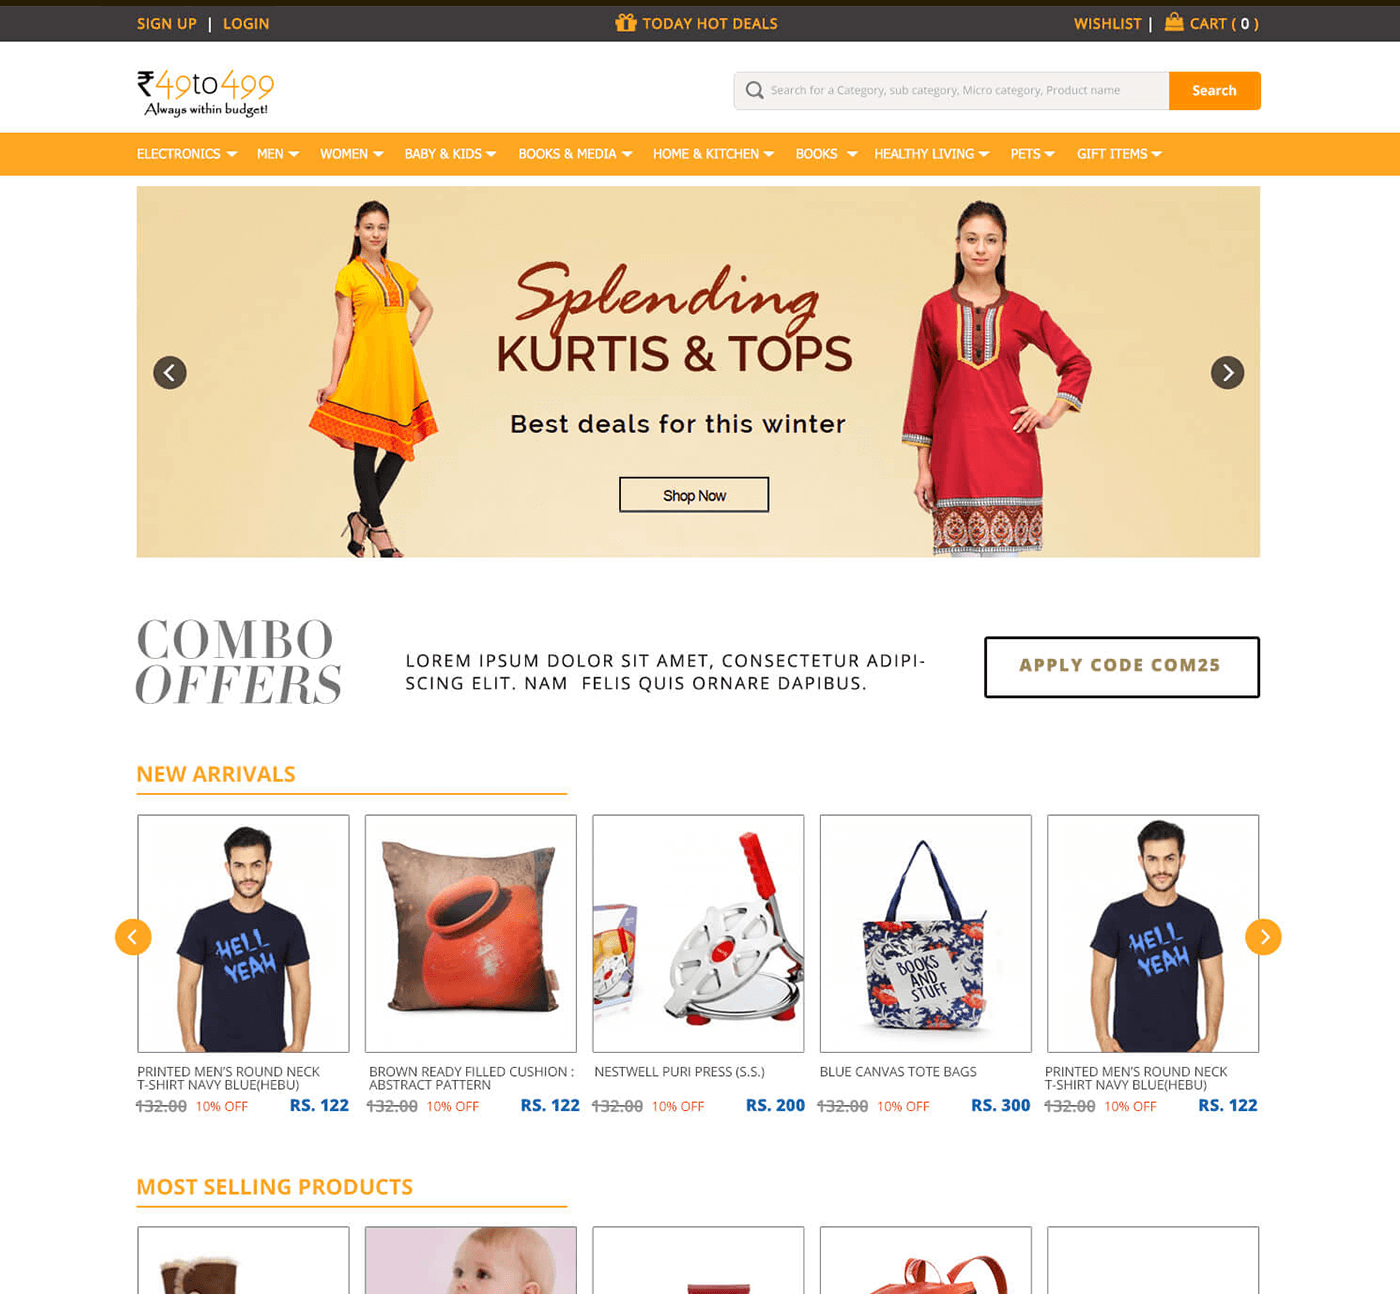 SIGN UP | LOGIN
TODAY HOT DEALS
WISHLIST | CART ( 0 )
₹49to499
Always within budget!
Search for a Category, sub category, Micro category, Product name
Search
ELECTRONICS MEN WOMEN BABY & KIDS BOOKS & MEDIA HOME & KITCHEN BOOKS HEALTHY LIVING PETS GIFT ITEMS
Splending
KURTIS & TOPS
Best deals for this winter
Shop Now
COMBO
OFFERS
LOREM IPSUM DOLOR SIT AMET, CONSECTETUR ADIPI-
SCING ELIT. NAM FELIS QUIS ORNARE DAPIBUS.
APPLY CODE COM25
NEW ARRIVALS
HELL
YEAH
BOOKS
AND
STUFF
HELL
YEAH
PRINTED MEN'S ROUND NECK
T-SHIRT NAVY BLUE(HEBU)
132.00 10% OFF RS. 122
BROWN READY FILLED CUSHION :
ABSTRACT PATTERN
132.00 10% OFF RS. 122
NESTWELL PURI PRESS (S.S.)
132.00 10% OFF RS. 200
BLUE CANVAS TOTE BAGS
132.00 10% OFF RS. 300
PRINTED MEN'S ROUND NECK
T-SHIRT NAVY BLUE(HEBU)
132.00 10% OFF RS. 122
MOST SELLING PRODUCTS